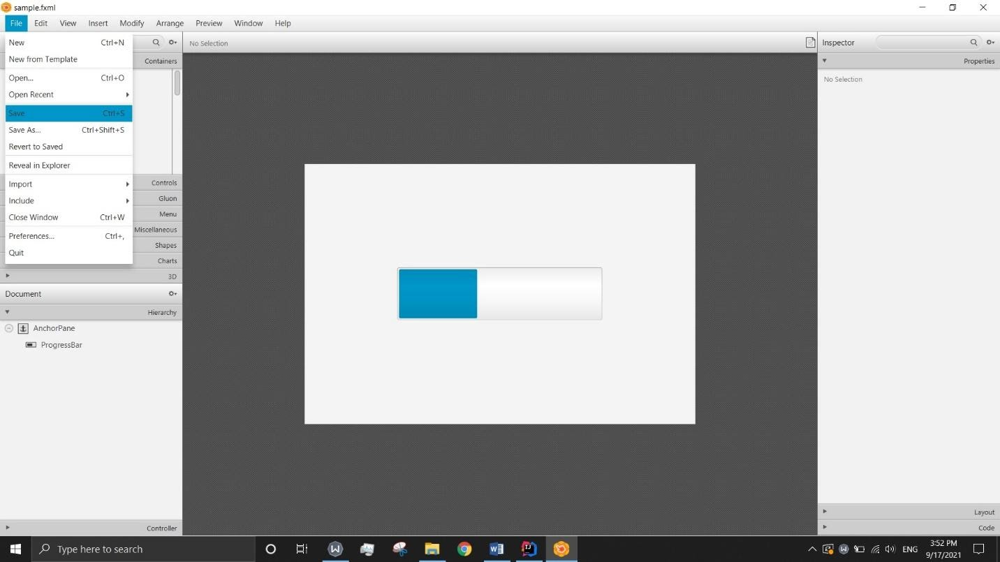 sample.fxml
File Edit View Insert Modify Arrange Preview Window Help
New Ctrl+N
New from Template
Open... Ctrl+O
Open Recent
Save Ctrl+S
Save As... Ctrl+Shift+S
Revert to Saved
Reveal in Explorer
Import
Include
Close Window Ctrl+W
Preferences... Ctrl+,
Quit
Containers
Controls
Gluon
Menu
Miscellaneous
Shapes
Charts
3D
Document
Hierarchy
AnchorPane
ProgressBar
Controller
No Selection
Inspector
Properties
No Selection
Layout
Code
Type here to search
ENG
3:52 PM
9/17/2021